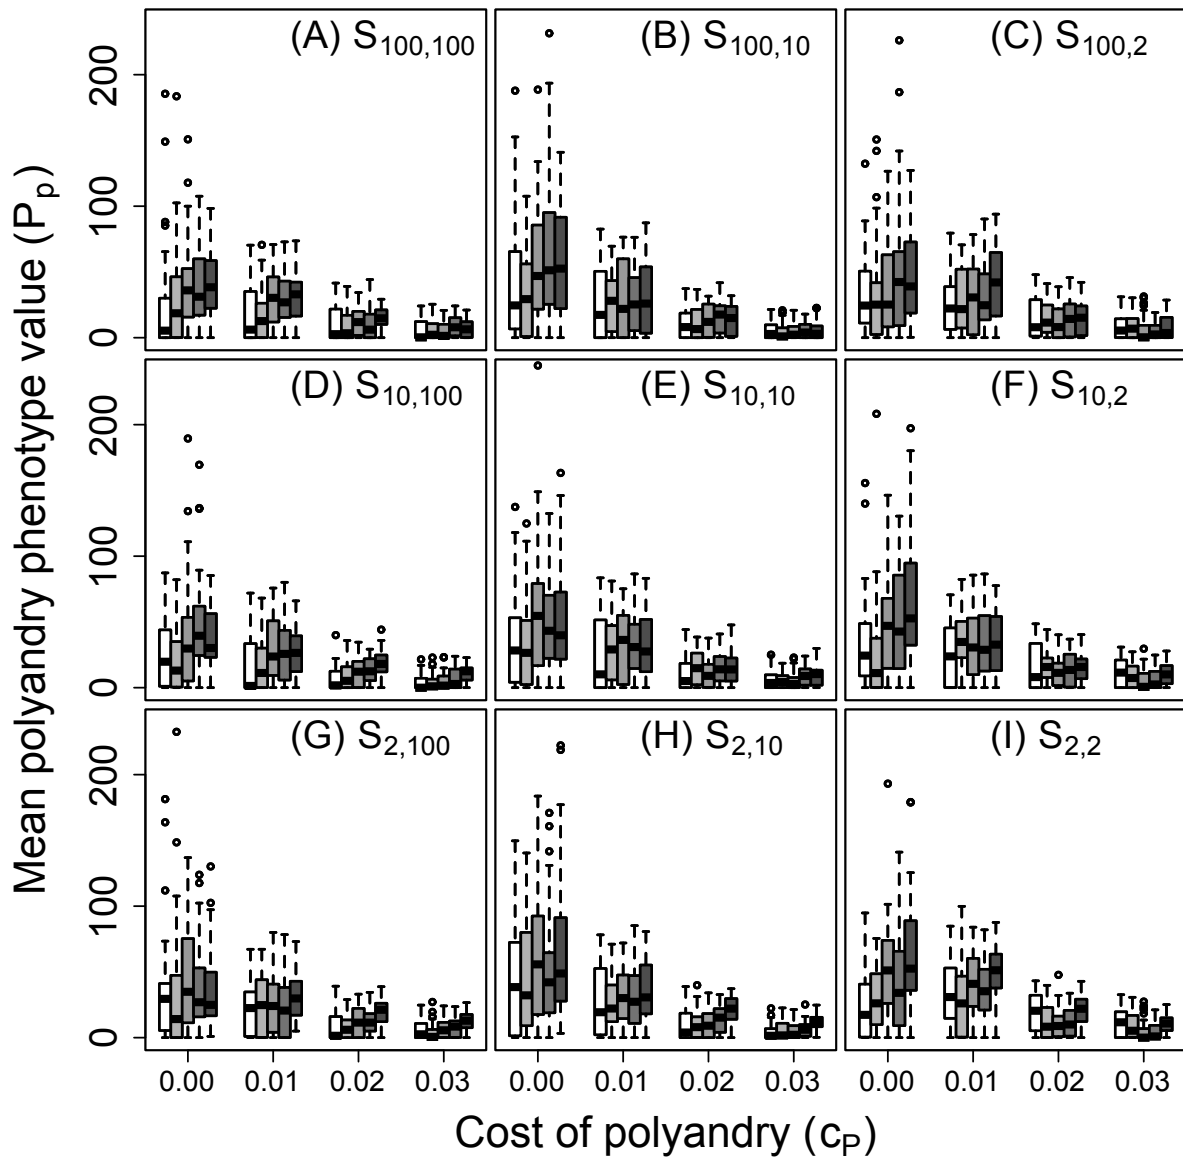 Mean polyandry phenotype value (Pp)
(A) S100,100
(B) S100,10
(C) S100,2
0 100 200
(D) S10,100
(E) S10,10
(F) S10,2
0 100 200
(G) S2,100
(H) S2,10
(I) S2,2
0 100 200
0.00 0.01 0.02 0.03
0.00 0.01 0.02 0.03
0.00 0.01 0.02 0.03
Cost of polyandry (cP)